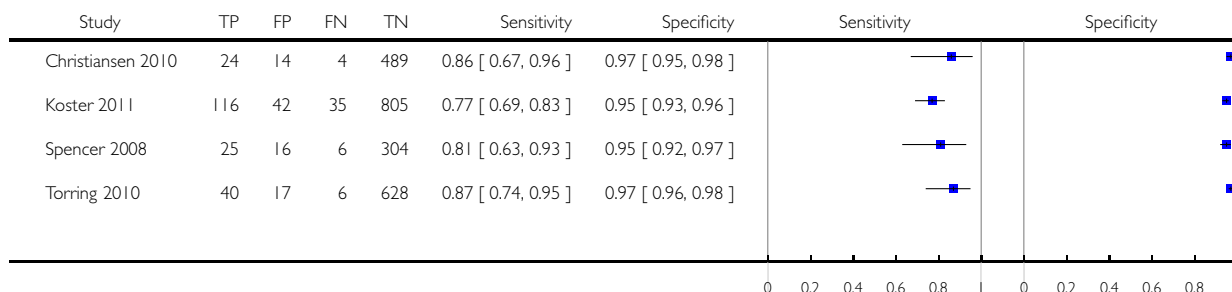 Study TP FP FN TN Sensitivity Specificity Sensitivity Specificity
Christiansen 2010 24 14 4 489 0.86 [ 0.67, 0.96 ] 0.97 [ 0.95, 0.98 ]
Koster 2011 116 42 35 805 0.77 [ 0.69, 0.83 ] 0.95 [ 0.93, 0.96 ]
Spencer 2008 25 16 6 304 0.81 [ 0.63, 0.93 ] 0.95 [ 0.92, 0.97 ]
Torring 2010 40 17 6 628 0.87 [ 0.74, 0.95 ] 0.97 [ 0.96, 0.98 ]
0 0.2 0.4 0.6 0.8 1 0 0.2 0.4 0.6 0.8